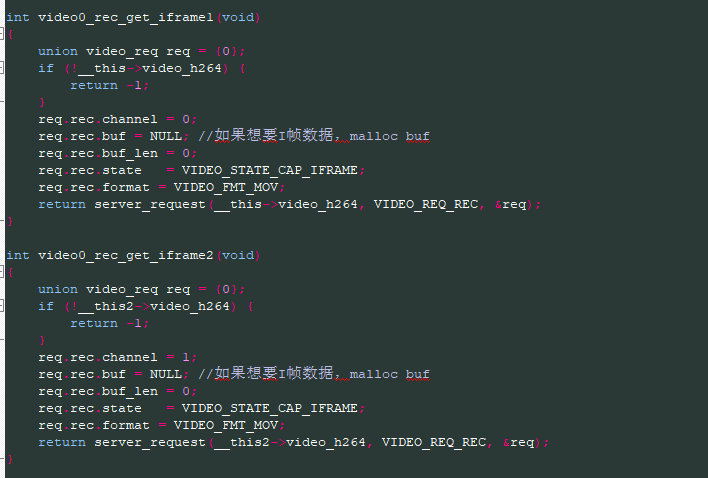 int video0_rec_get_iframe1(void)
{
    union video_req req = {0};
    if (!__this->video_h264) {
        return -1;
    }
    req.rec.channel = 0;
    req.rec.buf = NULL; //如果想要I帧数据，malloc buf
    req.rec.buf_len = 0;
    req.rec.state   = VIDEO_STATE_CAP_IFRAME;
    req.rec.format = VIDEO_FMT_MOV;
    return server_request(__this->video_h264, VIDEO_REQ_REC, &req);
}

int video0_rec_get_iframe2(void)
{
    union video_req req = {0};
    if (!__this2->video_h264) {
        return -1;
    }
    req.rec.channel = 1;
    req.rec.buf = NULL; //如果想要I帧数据，malloc buf
    req.rec.buf_len = 0;
    req.rec.state   = VIDEO_STATE_CAP_IFRAME;
    req.rec.format = VIDEO_FMT_MOV;
    return server_request(__this2->video_h264, VIDEO_REQ_REC, &req);
}